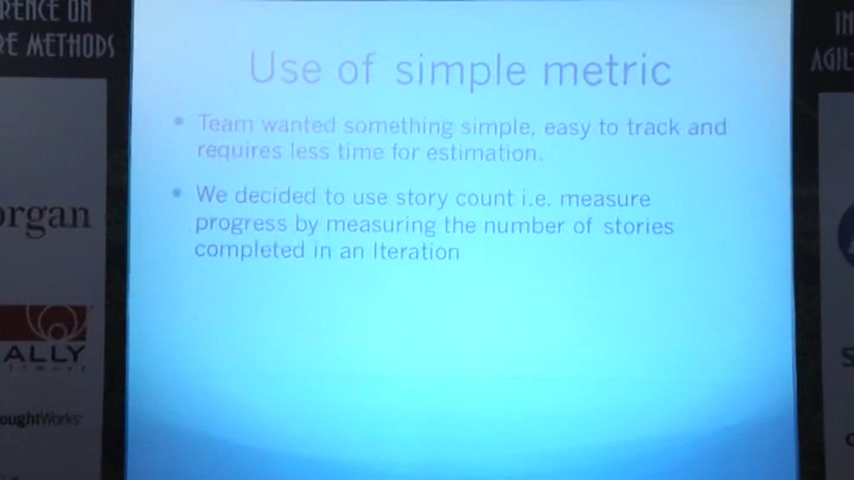 RE METHODS
Use of simple metric
• Team wanted something simple, easy to track and
requires less time for estimation.
• We decided to use story count i.e. measure
progress by measuring the number of stories
completed in an Iteration
organ
ALLY
oughtWorks
IN
AGIL